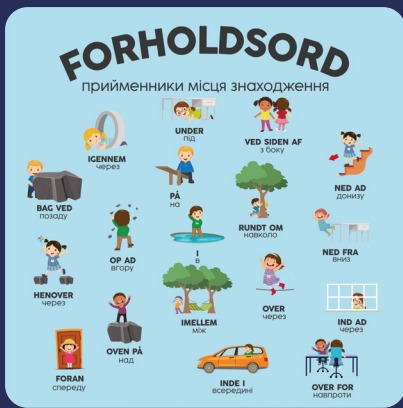 FORHOLDSORD
прийменники місця знаходження
IGENNEM
через
UNDER
під
VED SIDEN AF
з боку
BAG VED
позаду
PÅ
на
NED AD
донизу
OP AD
вгору
I
в
RUNDT OM
навколо
NED FRA
вниз
HENOVER
через
IMELLEM
між
OVER
через
IND AD
через
OVEN PÅ
над
FORAN
спереду
INDE I
всередині
OVER FOR
навпроти